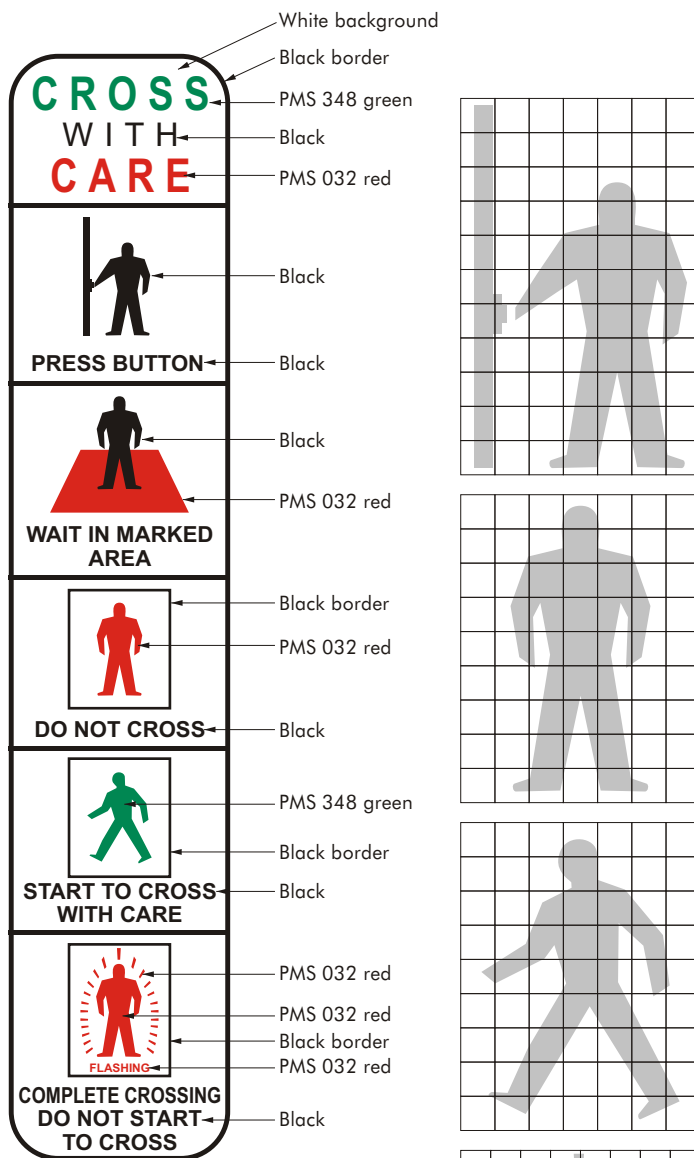 White background
Black border
CROSS
PMS 348 green
WITH
Black
CARE
PMS 032 red
Black
PRESS BUTTON
Black
Black
PMS 032 red
WAIT IN MARKED
AREA
Black border
PMS 032 red
DO NOT CROSS
Black
PMS 348 green
Black border
START TO CROSS
Black
WITH CARE
PMS 032 red
PMS 032 red
Black border
FLASHING
PMS 032 red
COMPLETE CROSSING
DO NOT START
Black
TO CROSS